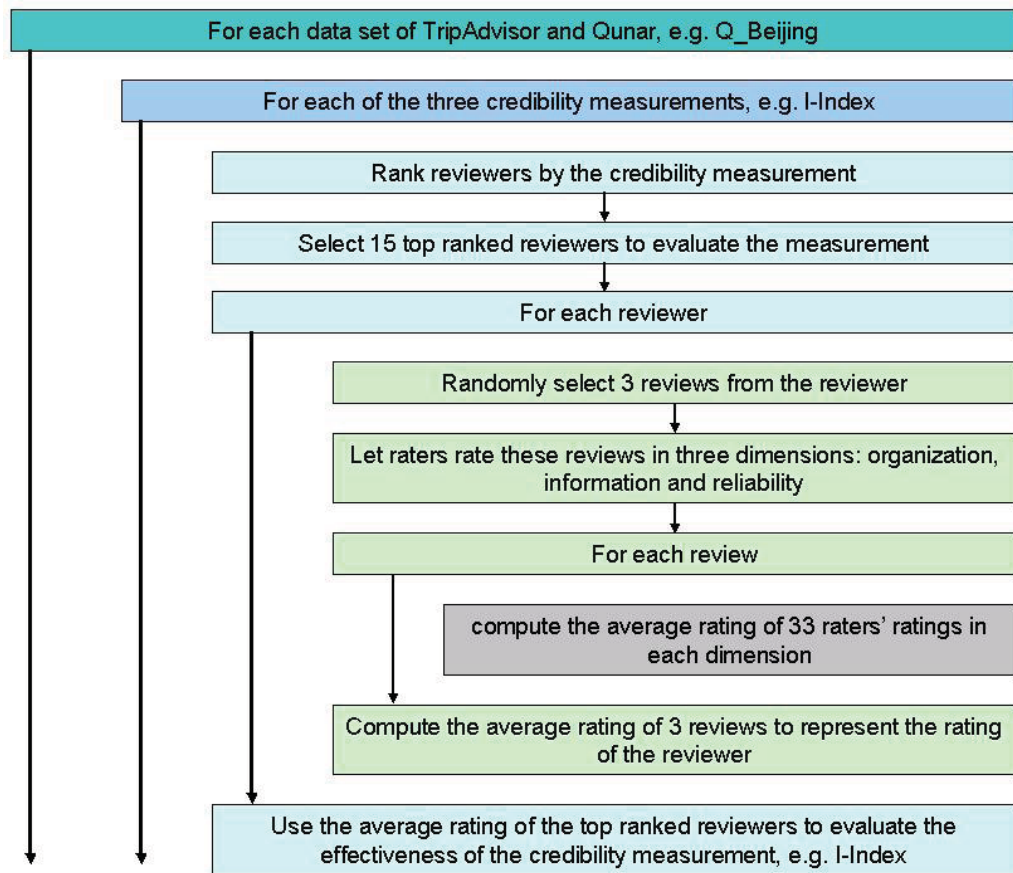 For each data set of TripAdvisor and Qunar, e.g. Q_Beijing
For each of the three credibility measurements, e.g. I-Index
Rank reviewers by the credibility measurement
Select 15 top ranked reviewers to evaluate the measurement
For each reviewer
Randomly select 3 reviews from the reviewer
Let raters rate these reviews in three dimensions: organization,
information and reliability
For each review
compute the average rating of 33 raters’ ratings in
each dimension
Compute the average rating of 3 reviews to represent the rating
of the reviewer
Use the average rating of the top ranked reviewers to evaluate the
effectiveness of the credibility measurement, e.g. I-Index